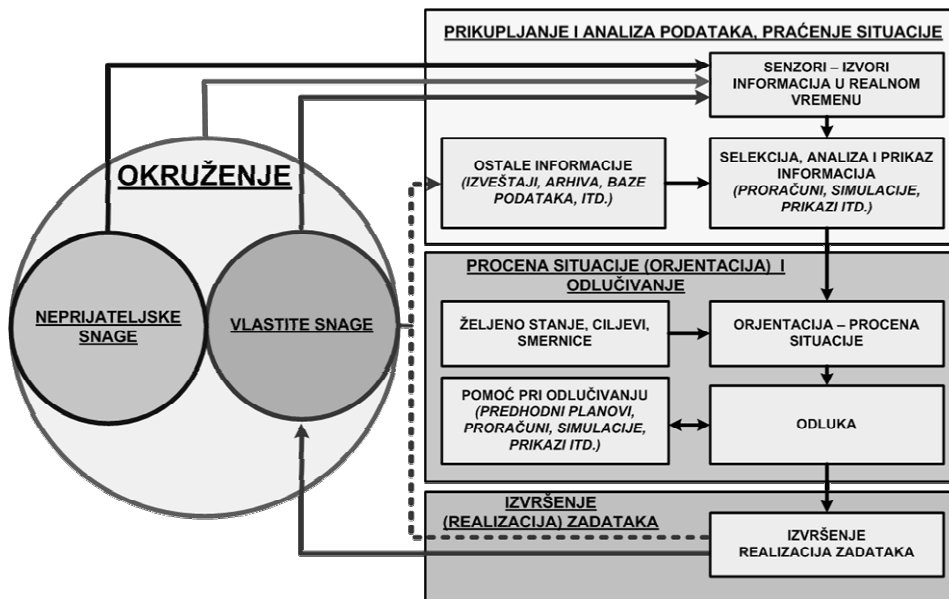 PRIKUPLJANJE I ANALIZA PODATAKA, PRAĆENJE SITUACIJE
SENZORI – IZVORI
INFORMACIJA U REALNOM
VREMENU
OKRUŽENJE
OSTALE INFORMACIJE
(IZVEŠTAJI, ARHIVA, BAZE
PODATAKA, ITD.)
SELEKCIJA, ANALIZA I PRIKAZ
INFORMACIJA
(PRORAČUNI, SIMULACIJE,
PRIKAZI ITD.)
NEPRIJATELJSKE
SNAGE
VLASTITE SNAGE
PROCENA SITUACIJE (ORJENTACIJA) I
ODLUČIVANJE
ŽELJENO STANJE, CILJEVI,
SMERNICE
ORJENTACIJA – PROCENA
SITUACIJE
POMOĆ PRI ODLUČIVANJU
(PREDHODNI PLANOVI,
PRORAČUNI, SIMULACIJE,
PRIKAZI ITD.)
ODLUKA
IZVRŠENJE
(REALIZACIJA) ZADATAKA
IZVRŠENJE
REALIZACIJA ZADATAKA